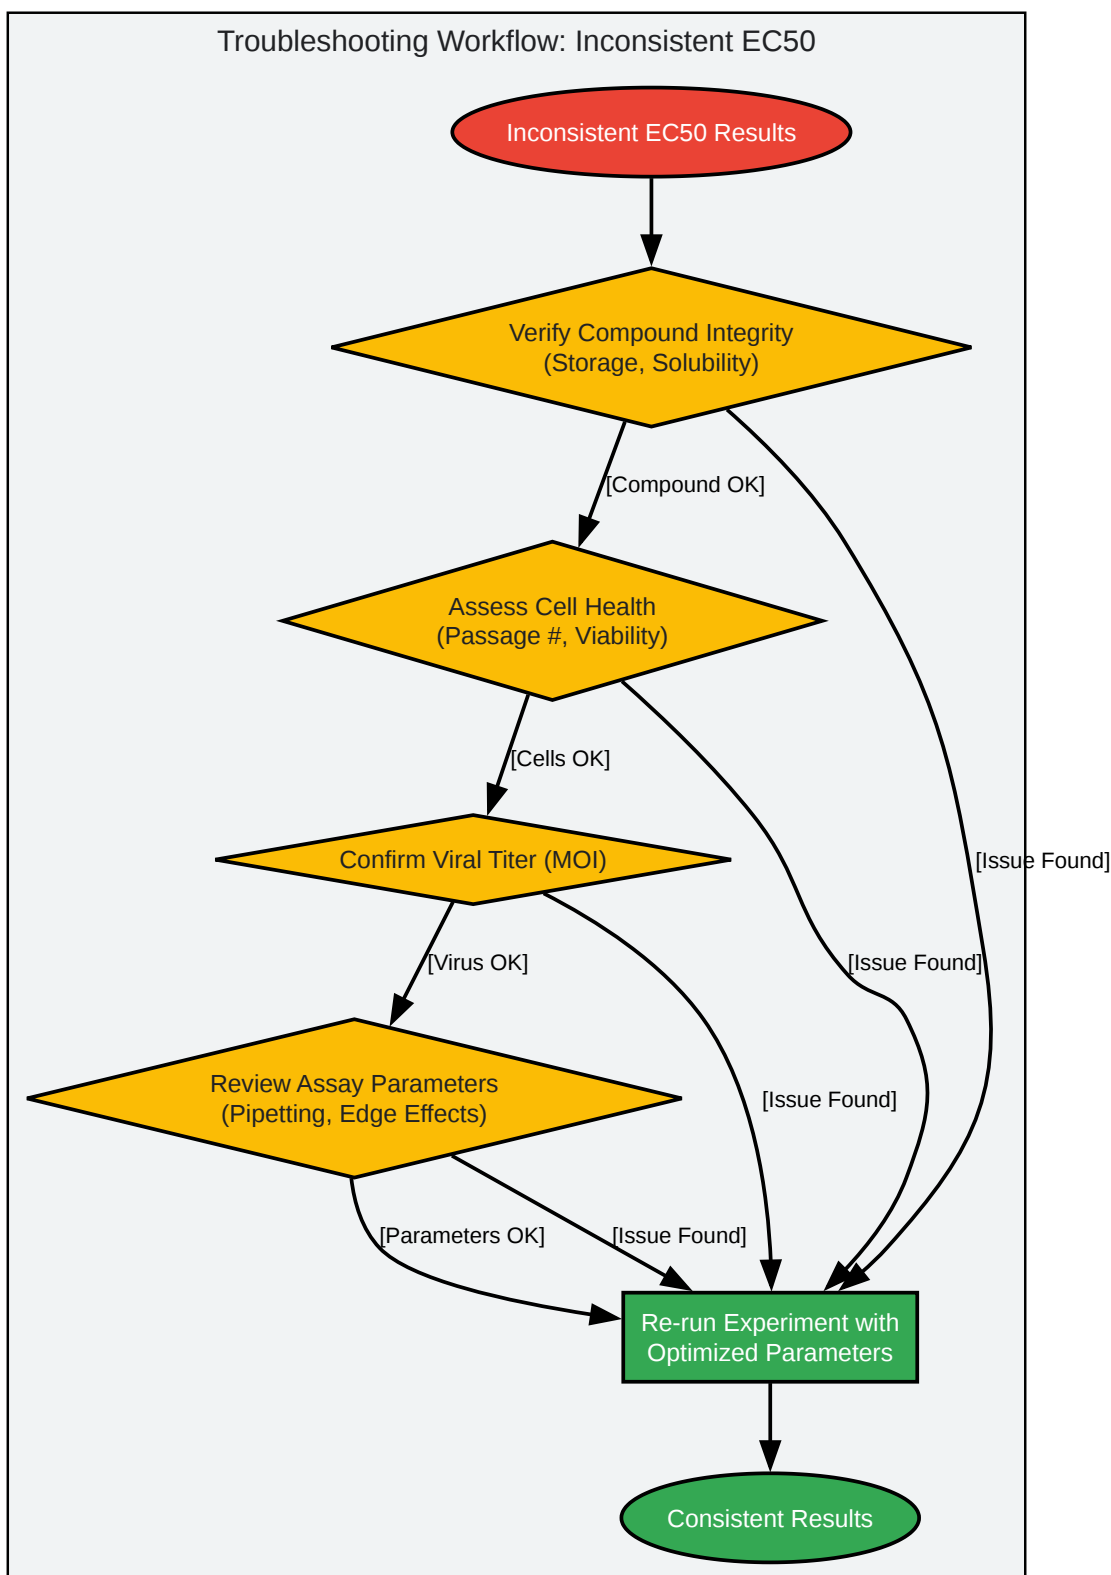 Troubleshooting Workflow: Inconsistent EC50
Inconsistent EC50 Results
Verify Compound Integrity
(Storage, Solubility)
[Compound OK]
Assess Cell Health
(Passage #, Viability)
[Cells OK]
Confirm Viral Titer (MOI)
[Issue Found]
[Virus OK]
[Issue Found]
Review Assay Parameters
(Pipetting, Edge Effects)
[Issue Found]
[Parameters OK]
[Issue Found]
Re-run Experiment with
Optimized Parameters
Consistent Results